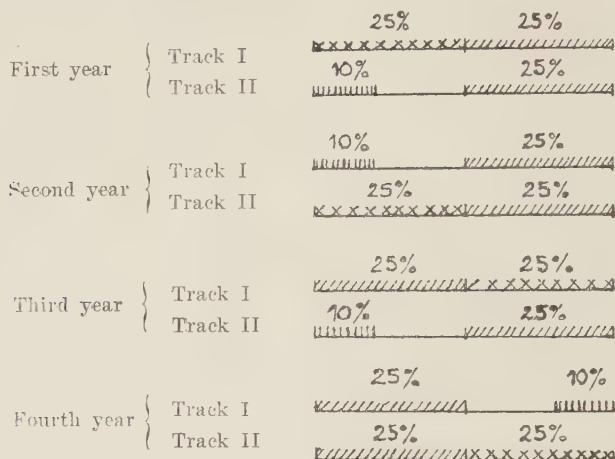 25% 25%
First year { Track I
10% 25%
Track II
10% 25%
Second year { Track I
25% 25%
Track II
25% 25%
Third year { Track I
10% 25%
Track II
25% 10%
Fourth year { Track I
25% 25%
Track II